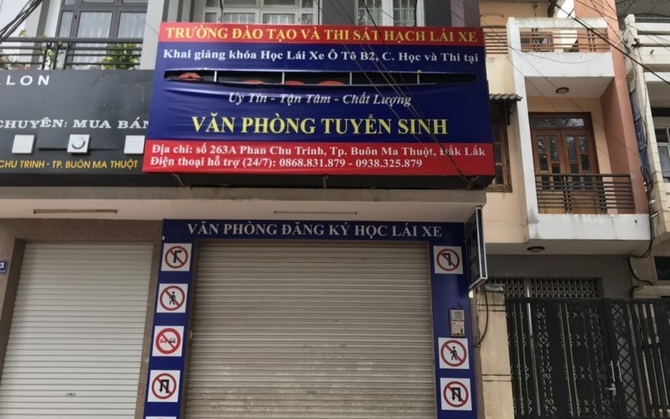 TRƯỜNG ĐÀO TẠO VÀ THI SÁT HẠCH LÁI XE
Khai giảng khóa Học Lái Xe Ô Tô B2, C. Học và Thi tại
Uy Tín - Tận Tâm - Chất Lượng
VĂN PHÒNG TUYỂN SINH
Địa chỉ: số 263A Phan Chu Trinh, Tp. Buôn Ma Thuột, Đắk Lắk
Điện thoại hỗ trợ (24/7): 0868.831.879 - 0938.325.879
LLON
CHUYÊN: MUA BÁN
CHU TRINH - TP. BUÔN MA THUỘT
VĂN PHÒNG ĐĂNG KÝ HỌC LÁI XE